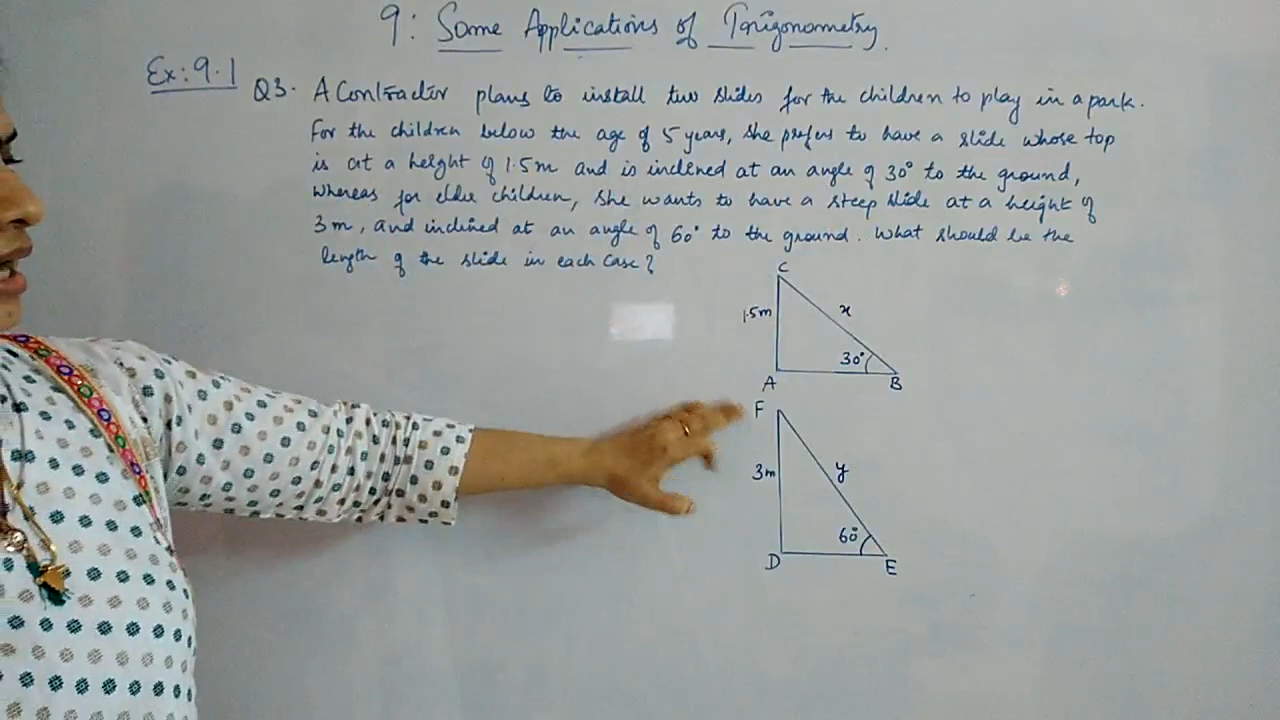 9: Some Applications of Trigonometry.
Ex: 9.1
Q3. A Contractor plans to install two slides for the children to play in a park.
For the children below the age of 5 years, she prefers to have a slide whose top
is at a height of 1.5m and is inclined at an angle of 30° to the ground,
whereas for elder children, she wants to have a steep slide at a height of
3m, and inclined at an angle of 60° to the ground. What should be the
length of the slide in each case?
C
1.5m x
30°
A B
F
3m y
60°
D E